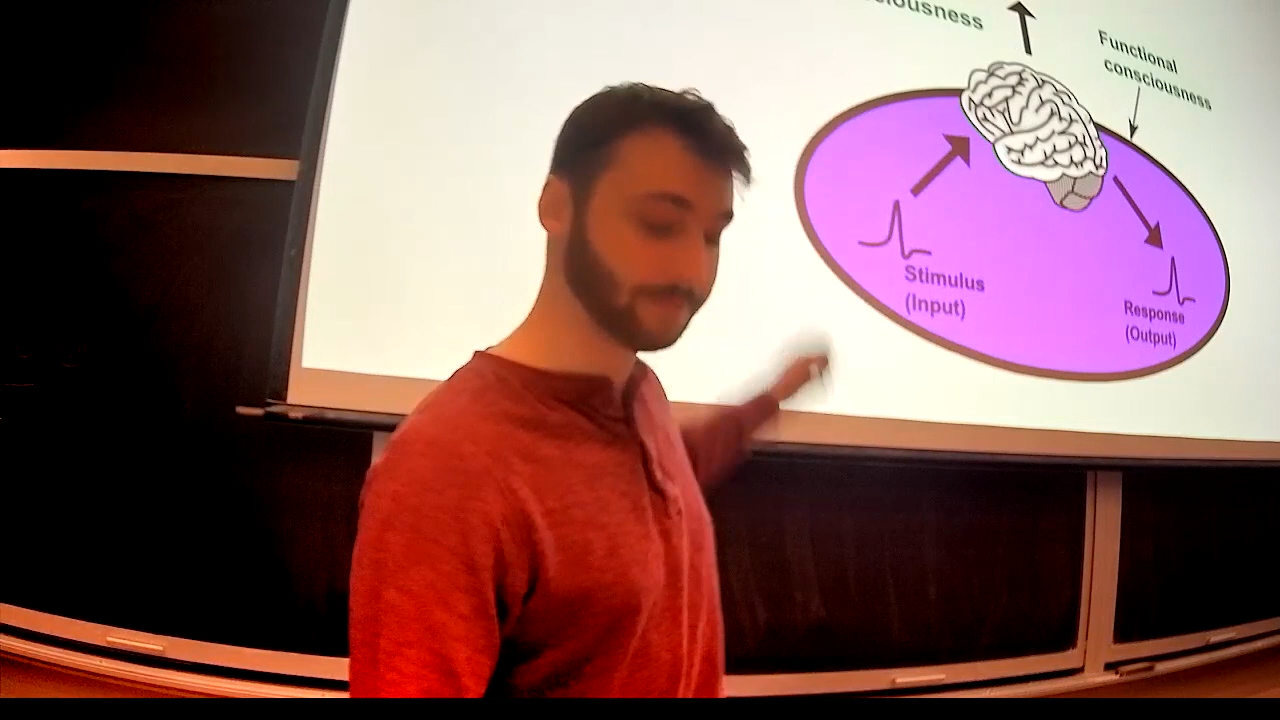 Functional
consciousness
Stimulus
(Input)
Response
(Output)